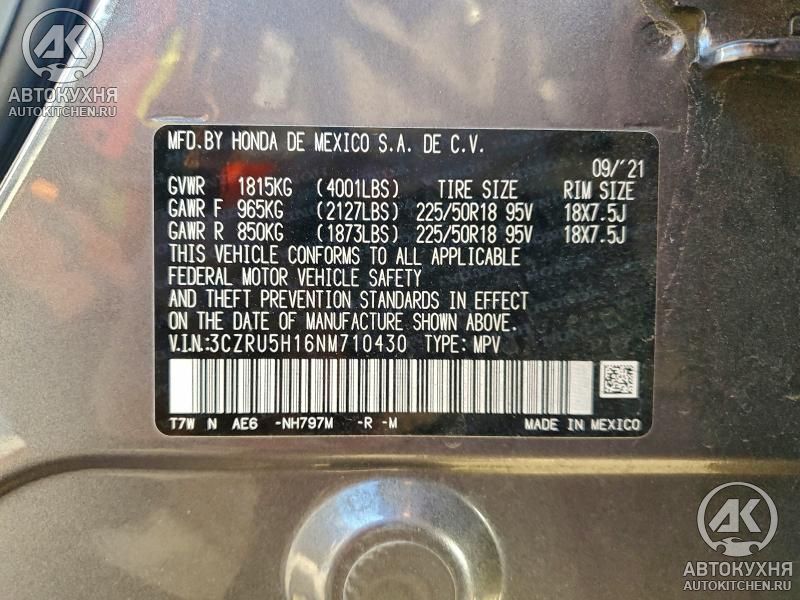 AK
АВТОКУХНЯ
AUTOKITCHEN.RU
MFD.BY HONDA DE MEXICO S.A. DE C.V.
09/'21
GVWR 1815KG (4001LBS) TIRE SIZE RIM SIZE
GAWR F 965KG (2127LBS) 225/50R18 95V 18X7.5J
GAWR R 850KG (1873LBS) 225/50R18 95V 18X7.5J
THIS VEHICLE CONFORMS TO ALL APPLICABLE
FEDERAL MOTOR VEHICLE SAFETY
AND THEFT PREVENTION STANDARDS IN EFFECT
ON THE DATE OF MANUFACTURE SHOWN ABOVE.
V.I.N.:3CZRU5H16NM710430 TYPE: MPV
T7W N AE6 -NH797M -R -M MADE IN MEXICO
AK
АВТОКУХНЯ
AUTOKITCHEN.RU